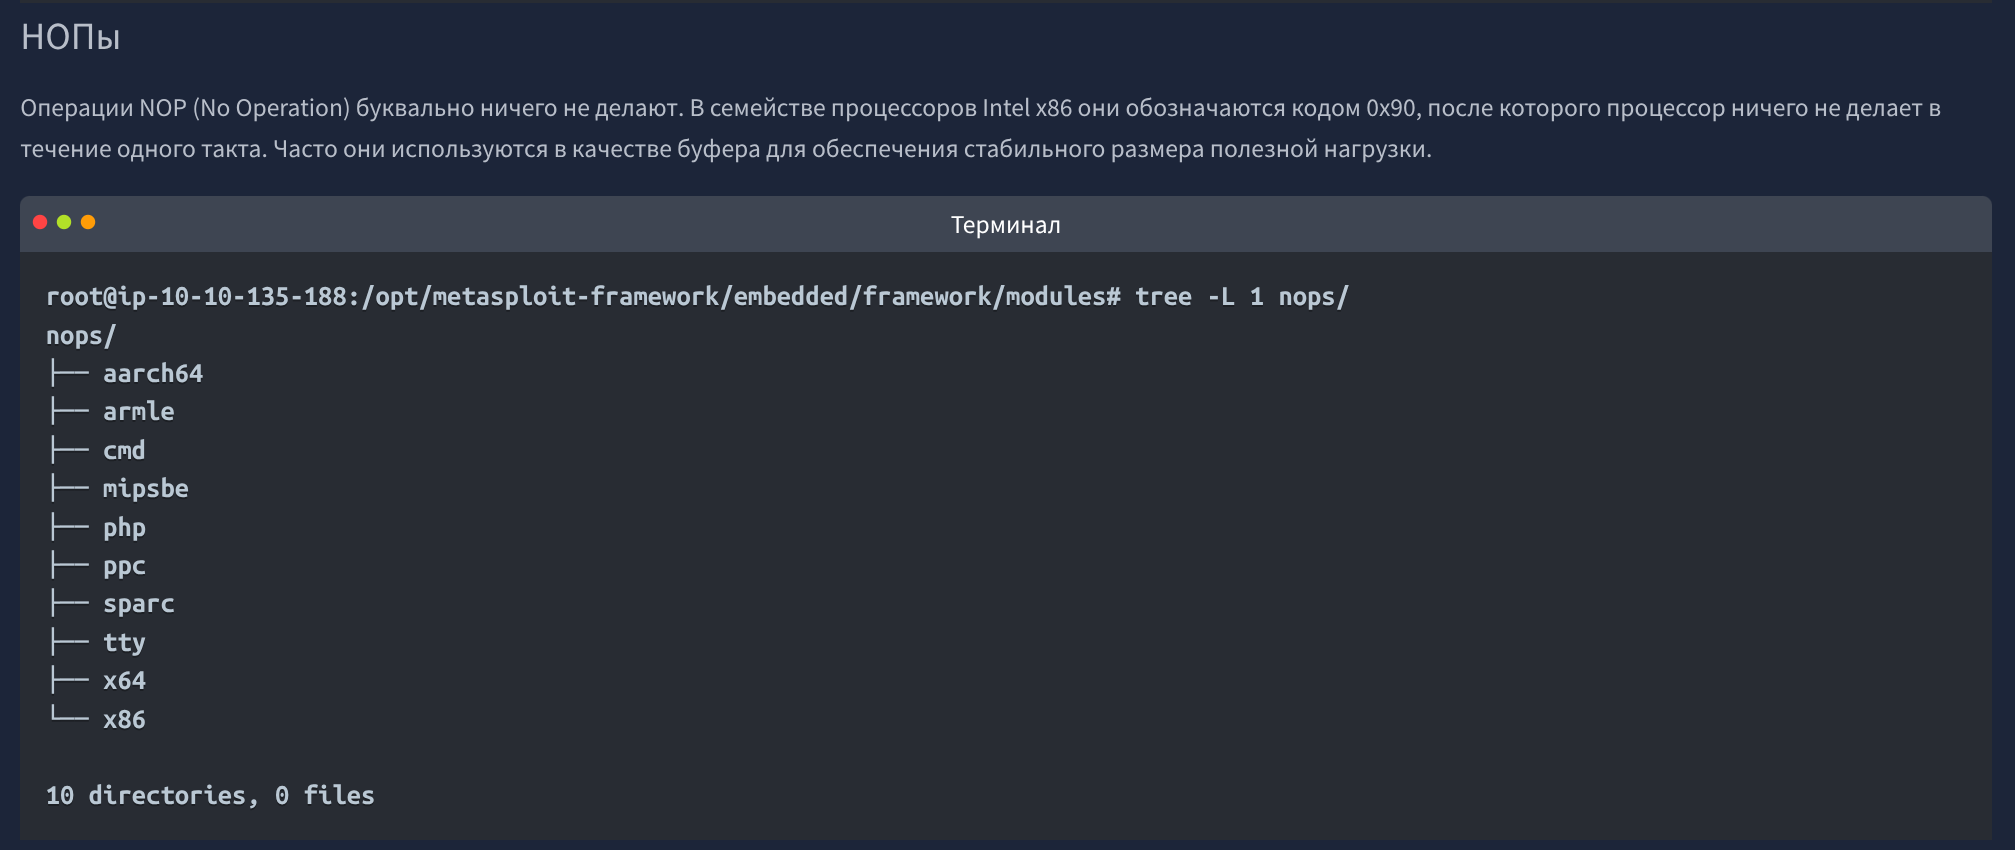 НОПы
Операции NOP (No Operation) буквально ничего не делают. В семействе процессоров Intel x86 они обозначаются кодом 0x90, после которого процессор ничего не делает в
течение одного такта. Часто они используются в качестве буфера для обеспечения стабильного размера полезной нагрузки.
Терминал
root@ip-10-10-135-188:/opt/metasploit-framework/embedded/framework/modules# tree -L 1 nops/
nops/
├── aarch64
├── armle
├── cmd
├── mipsbe
├── php
├── ppc
├── sparc
├── tty
├── x64
└── x86
10 directories, 0 files